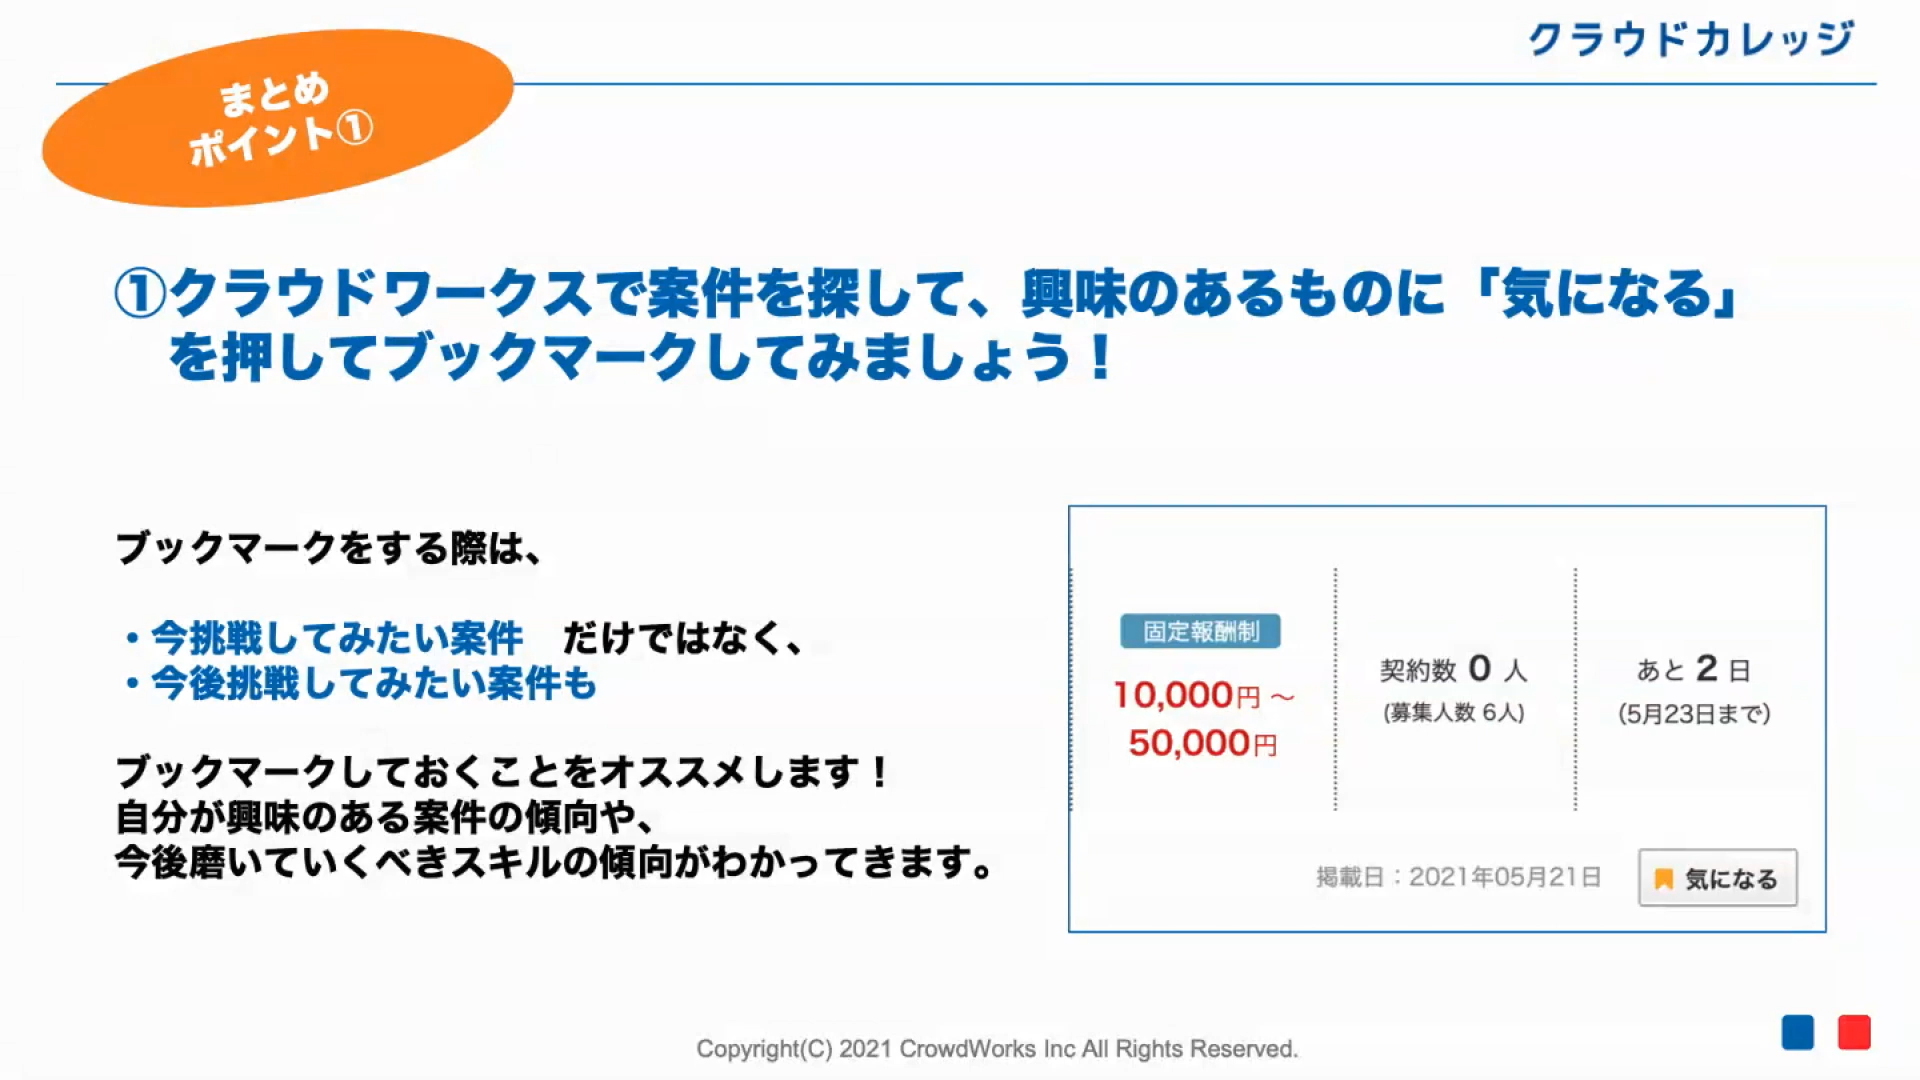 クラウドカレッジ
まとめ
ポイント①
①クラウドワークスで案件を探して、興味のあるものに「気になる」
を押してブックマークしてみましょう！
ブックマークをする際は、
・今挑戦してみたい案件　だけではなく、
・今後挑戦してみたい案件も
ブックマークしておくことをオススメします！
自分が興味のある案件の傾向や、
今後磨いていくべきスキルの傾向がわかってきます。
固定報酬制
10,000円 〜
50,000円
契約数 0 人
(募集人数 6人)
あと 2 日
(5月23日まで)
掲載日：2021年05月21日
気になる
Copyright(C) 2021 CrowdWorks Inc All Rights Reserved.